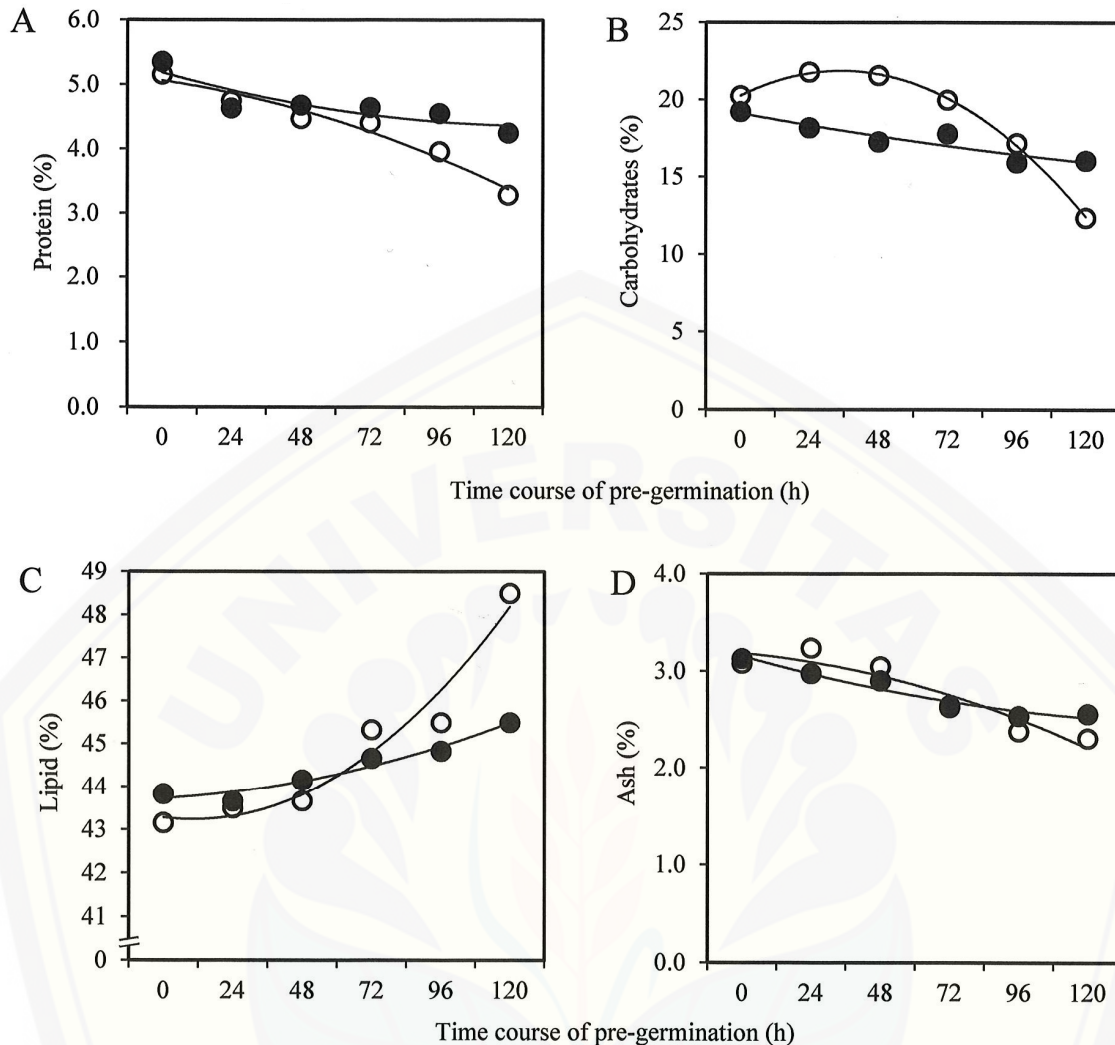 A
Protein (%)
6.0
5.0
4.0
3.0
2.0
1.0
0.0
0 24 48 72 96 120
B
Carbohydrates (%)
25
20
15
10
5
0
0 24 48 72 96 120
Time course of pre-germination (h)
C
Lipid (%)
49
48
47
46
45
44
43
42
41
0
0 24 48 72 96 120
D
Ash (%)
4.0
3.0
2.0
1.0
0.0
0 24 48 72 96 120
Time course of pre-germination (h)
UNIVERSITAS